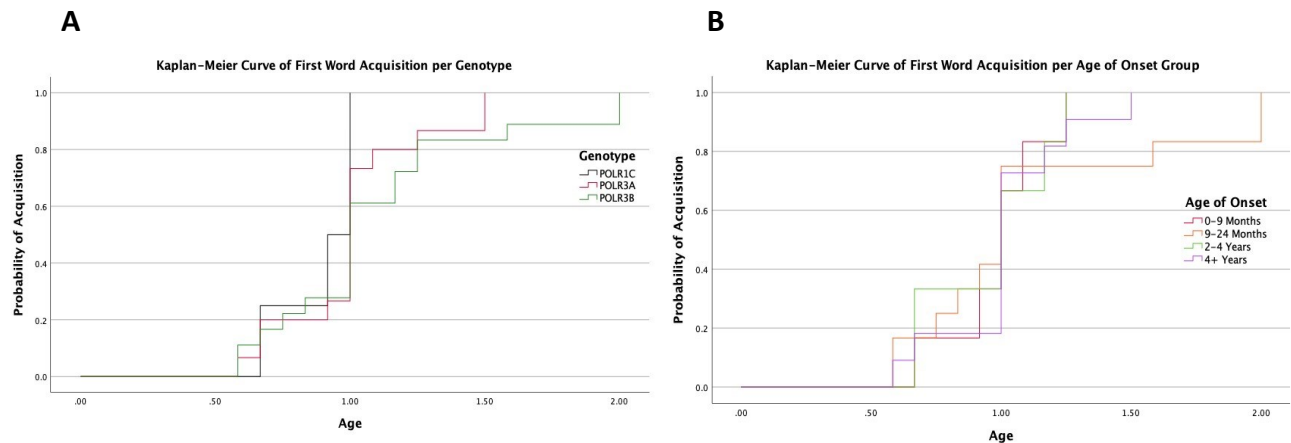 A
Kaplan-Meier Curve of First Word Acquisition per Genotype
1.0
0.8
0.6
0.4
0.2
0.0
Probability of Acquisition
.00 .50 1.00 1.50 2.00
Age
Genotype
POLR1C
POLR3A
POLR3B
B
Kaplan-Meier Curve of First Word Acquisition per Age of Onset Group
1.0
0.8
0.6
0.4
0.2
0.0
Probability of Acquisition
.00 .50 1.00 1.50 2.00
Age
Age of Onset
0-9 Months
9-24 Months
2-4 Years
4+ Years